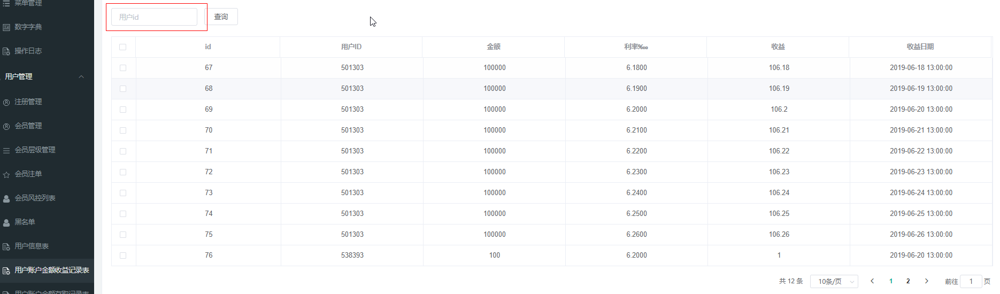 菜单管理
数字字典
操作日志
用户管理
注册管理
会员管理
会员层级管理
会员注单
会员风控列表
黑名单
用户信息表
用户账户金额收益记录表
用户账户金额存取记录表
用户id 查询
id 用户ID 金额 利率‰ 收益 收益日期
67 501303 100000 6.1800 106.18 2019-06-18 13:00:00
68 501303 100000 6.1900 106.19 2019-06-19 13:00:00
69 501303 100000 6.2000 106.2 2019-06-20 13:00:00
70 501303 100000 6.2100 106.21 2019-06-21 13:00:00
71 501303 100000 6.2200 106.22 2019-06-22 13:00:00
72 501303 100000 6.2300 106.23 2019-06-23 13:00:00
73 501303 100000 6.2400 106.24 2019-06-24 13:00:00
74 501303 100000 6.2500 106.25 2019-06-25 13:00:00
75 501303 100000 6.2600 106.26 2019-06-26 13:00:00
76 538393 100 6.2000 1 2019-06-20 13:00:00
共 12 条 10条/页 1 2 前往 1 页